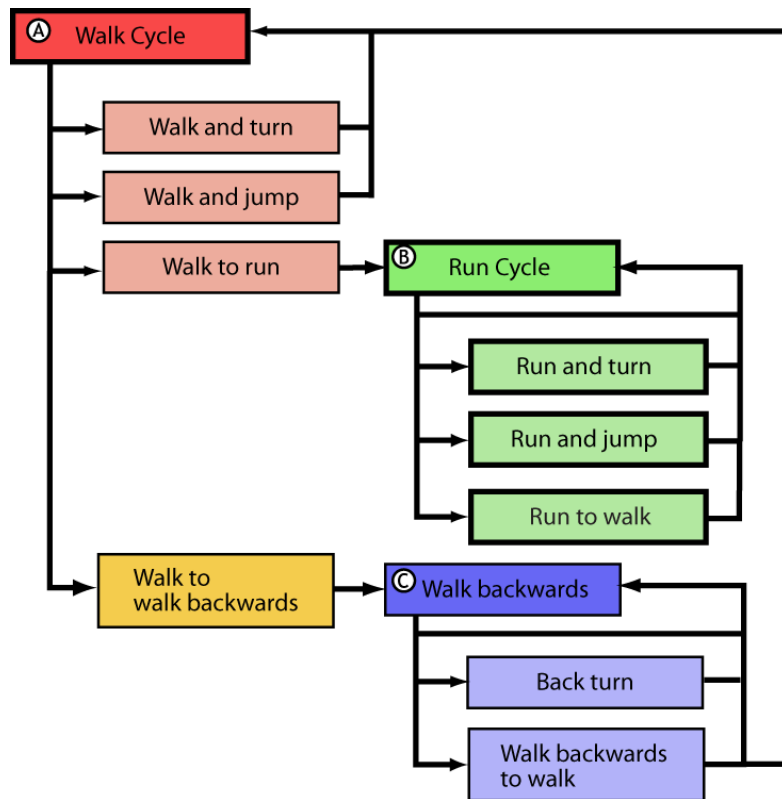 A Walk Cycle
Walk and turn
Walk and jump
Walk to run
B Run Cycle
Run and turn
Run and jump
Run to walk
Walk to
walk backwards
C Walk backwards
Back turn
Walk backwards
to walk